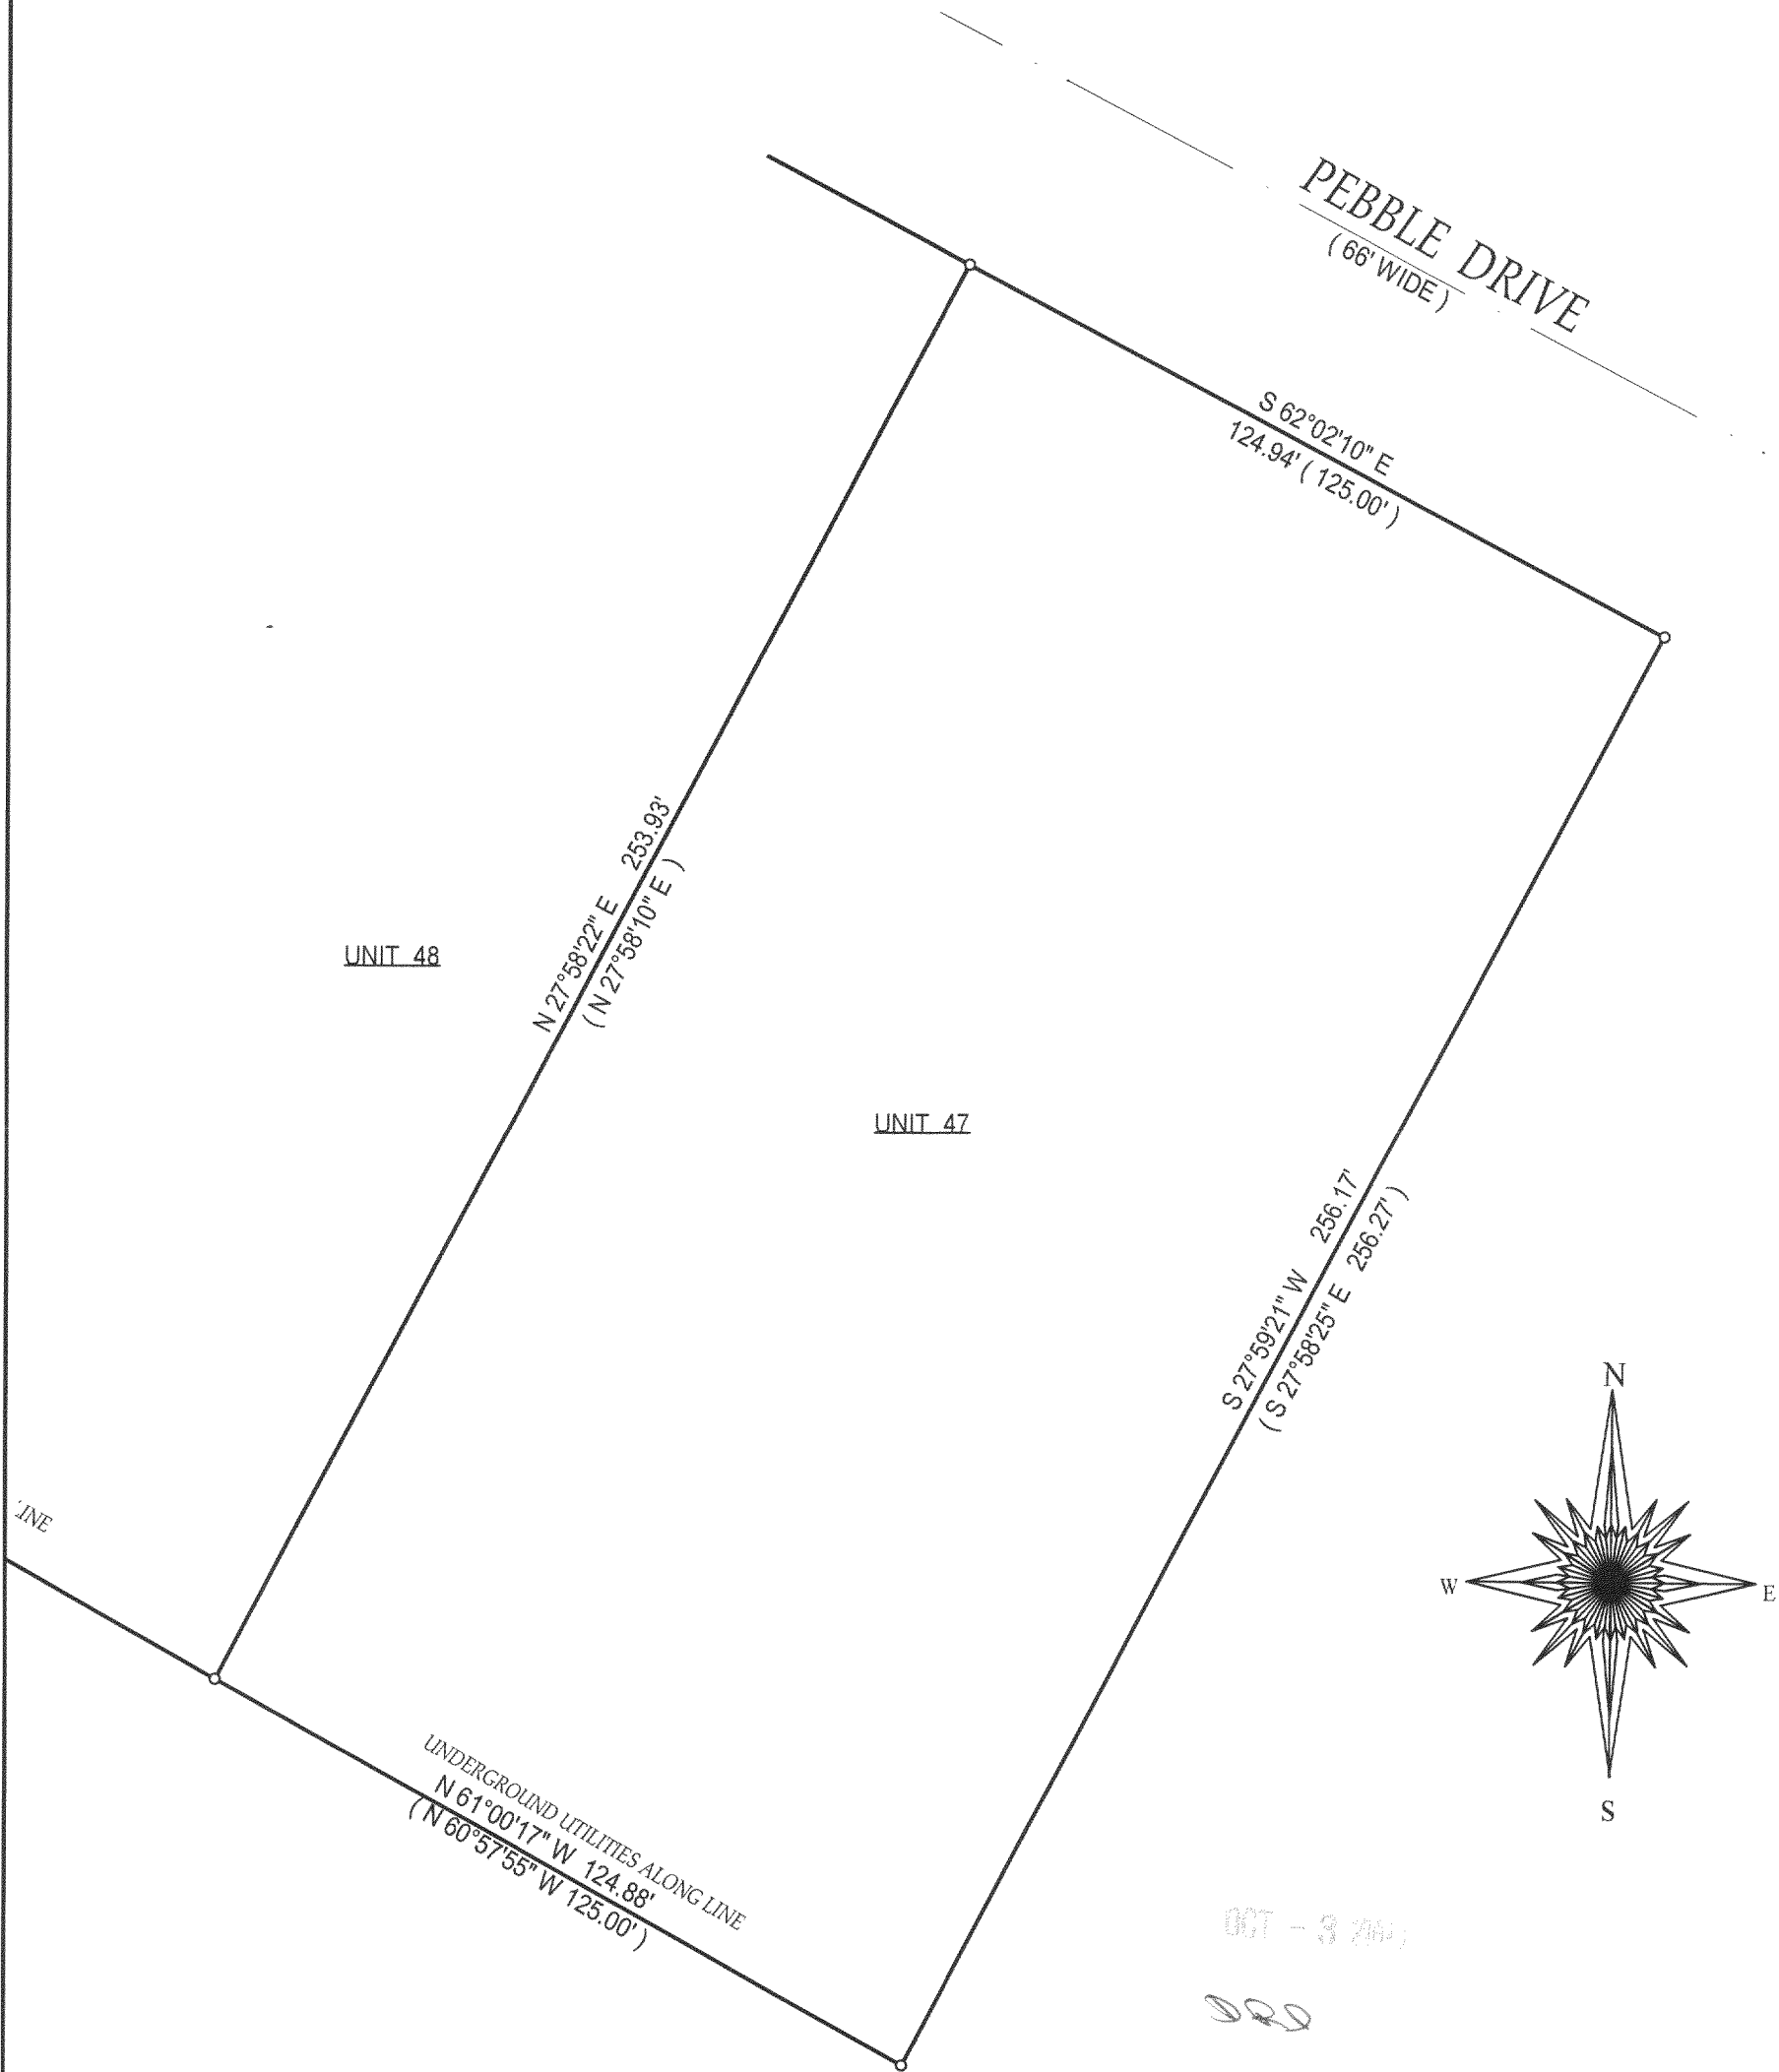 PEBBLE DRIVE
( 66' WIDE )
S 62°02'10" E
124.94' ( 125.00' )
N 27°58'22" E 253.93'
( N 27°58'10" E )
UNIT 48
UNIT 47
S 27°59'21" W 256.17'
( S 27°58'25" E 256.27' )
N
W
E
S
LINE
UNDERGROUND UTILITIES ALONG LINE
N 61°00'17" W 124.88'
( N 60°57'55" W 125.00' )
OCT - 3